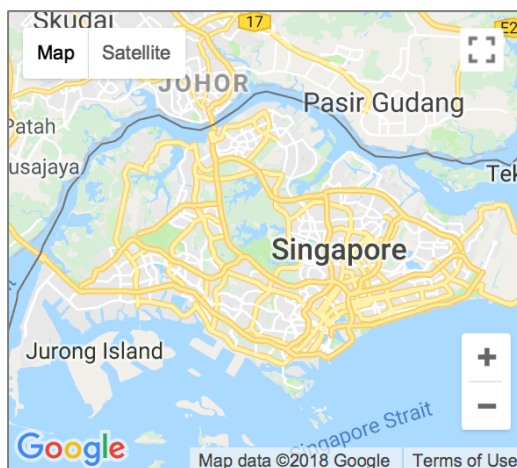 Skudai
17
E2
Map
Satellite
JOHOR
Pasir Gudang
Patah
usajaya
Tek
Singapore
Jurong Island
+
−
Singapore Strait
Google
Map data ©2018 Google
Terms of Use